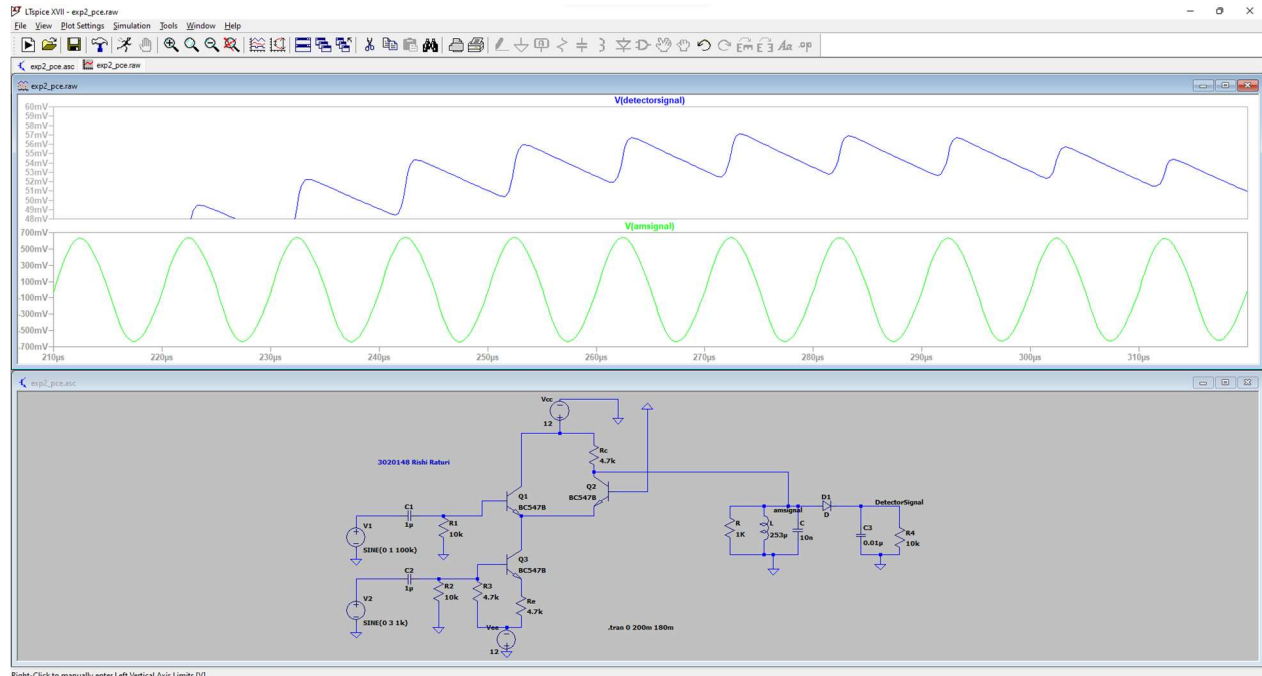 LTspice XVII - exp2_pce.raw
File View Plot Settings Simulation Tools Window Help
exp2_pce.asc exp2_pce.raw
exp2_pce.raw
V(detectorsignal)
60mV
59mV
58mV
57mV
56mV
55mV
54mV
53mV
52mV
51mV
50mV
49mV
48mV
V(amsignal)
700mV
500mV
300mV
100mV
-100mV
-300mV
-500mV
-700mV
210µs 220µs 230µs 240µs 250µs 260µs 270µs 280µs 290µs 300µs 310µs
exp2_pce.asc
Vcc
12
Rc
4.7k
3020148 Rishi Raturi
Q2
BC547B
Q1
BC547B
C1
1µ
V1
R1
10k
SINE(0 1 100k)
Q3
BC547B
C2
1µ
V2
R2
10k
R3
4.7k
Re
4.7k
SINE(0 3 1k)
Vee
12
.tran 0 200m 180m
D1
D
DetectorSignal
amsignal
R
1K
L
253µ
C
10n
C3
0.01µ
R4
10k
Right-Click to manually enter Left Vertical Axis Limits [V]